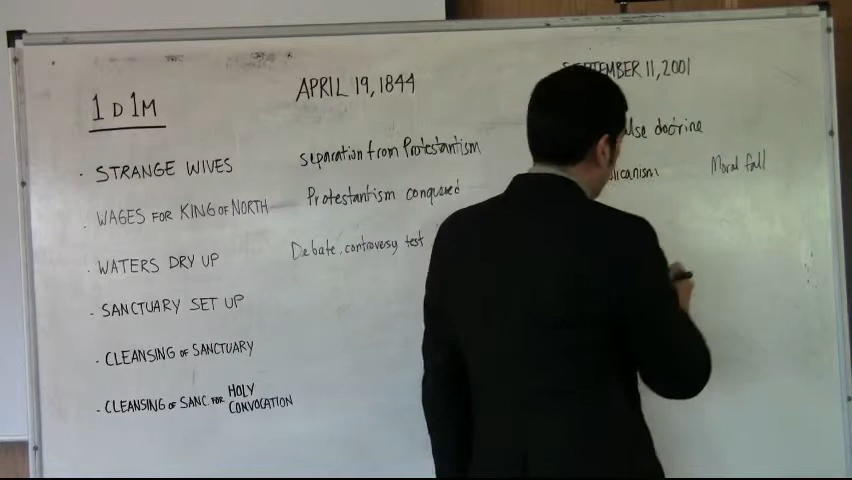 1 D 1M
APRIL 19, 1844
SEPTEMBER 11, 2001
· STRANGE WIVES
separation from Protestantism
doctrine
· WAGES FOR KING OF NORTH
Protestantism conquered
Moral fall
· WATERS DRY UP
Debate, controversy test
· SANCTUARY SET UP
· CLEANSING OF SANCTUARY
· CLEANSING OF SANC. FOR HOLY
CONVOCATION